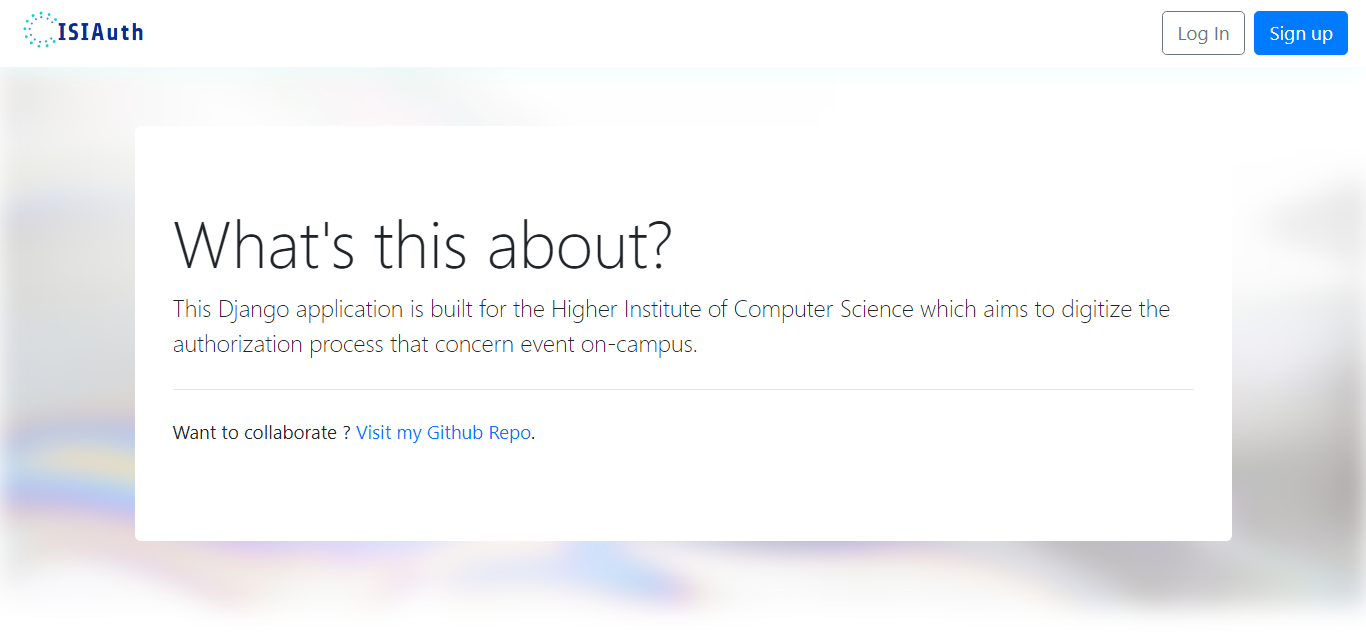 ISIAuth
Log In
Sign up
What's this about?
This Django application is built for the Higher Institute of Computer Science which aims to digitize the
authorization process that concern event on-campus.
Want to collaborate ? Visit my Github Repo.